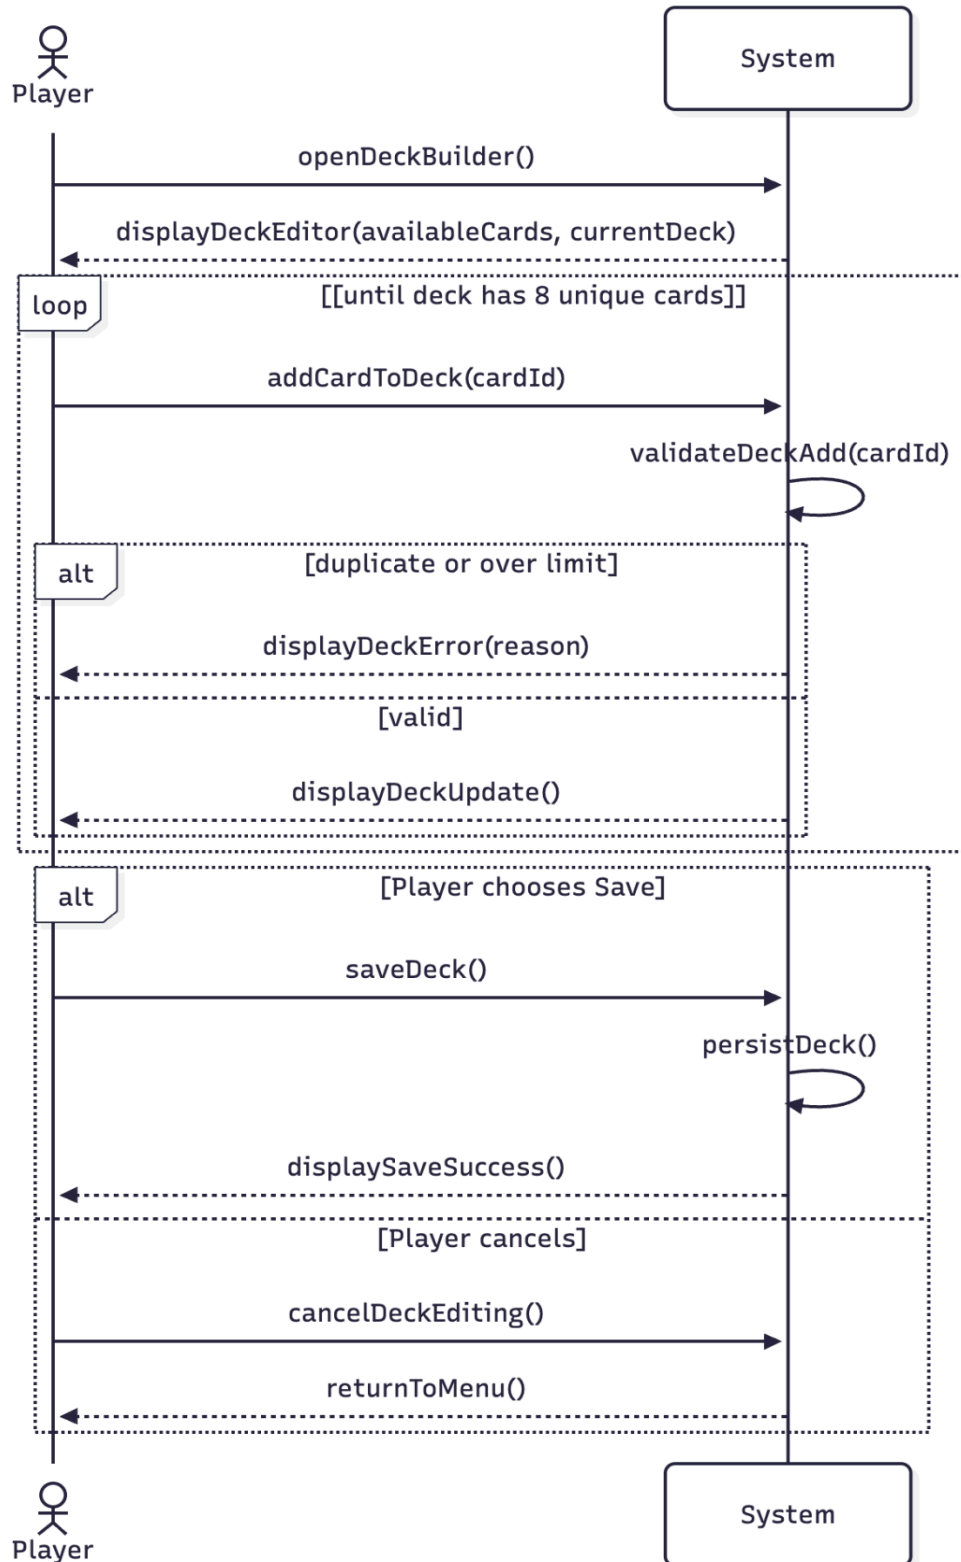 Player
System
openDeckBuilder()
displayDeckEditor(availableCards, currentDeck)
loop
[[until deck has 8 unique cards]]
addCardToDeck(cardId)
validateDeckAdd(cardId)
alt
[duplicate or over limit]
displayDeckError(reason)
[valid]
displayDeckUpdate()
alt
[Player chooses Save]
saveDeck()
persistDeck()
displaySaveSuccess()
[Player cancels]
cancelDeckEditing()
returnToMenu()
Player
System